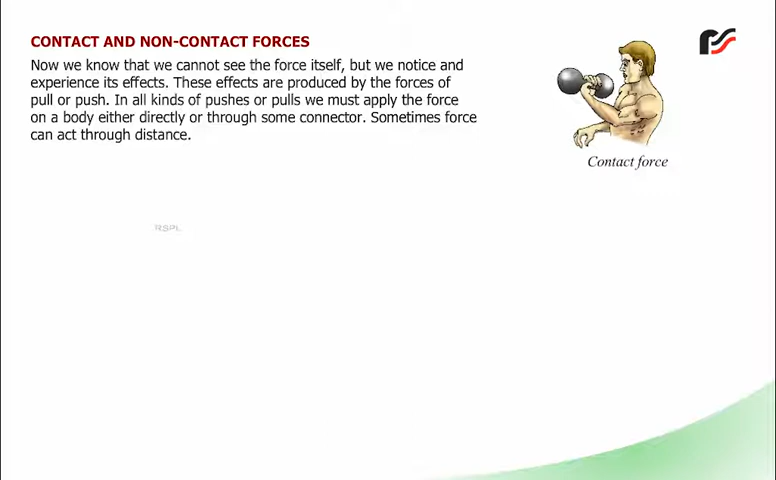 CONTACT AND NON-CONTACT FORCES
Now we know that we cannot see the force itself, but we notice and
experience its effects. These effects are produced by the forces of
pull or push. In all kinds of pushes or pulls we must apply the force
on a body either directly or through some connector. Sometimes force
can act through distance.
Contact force
RSPL